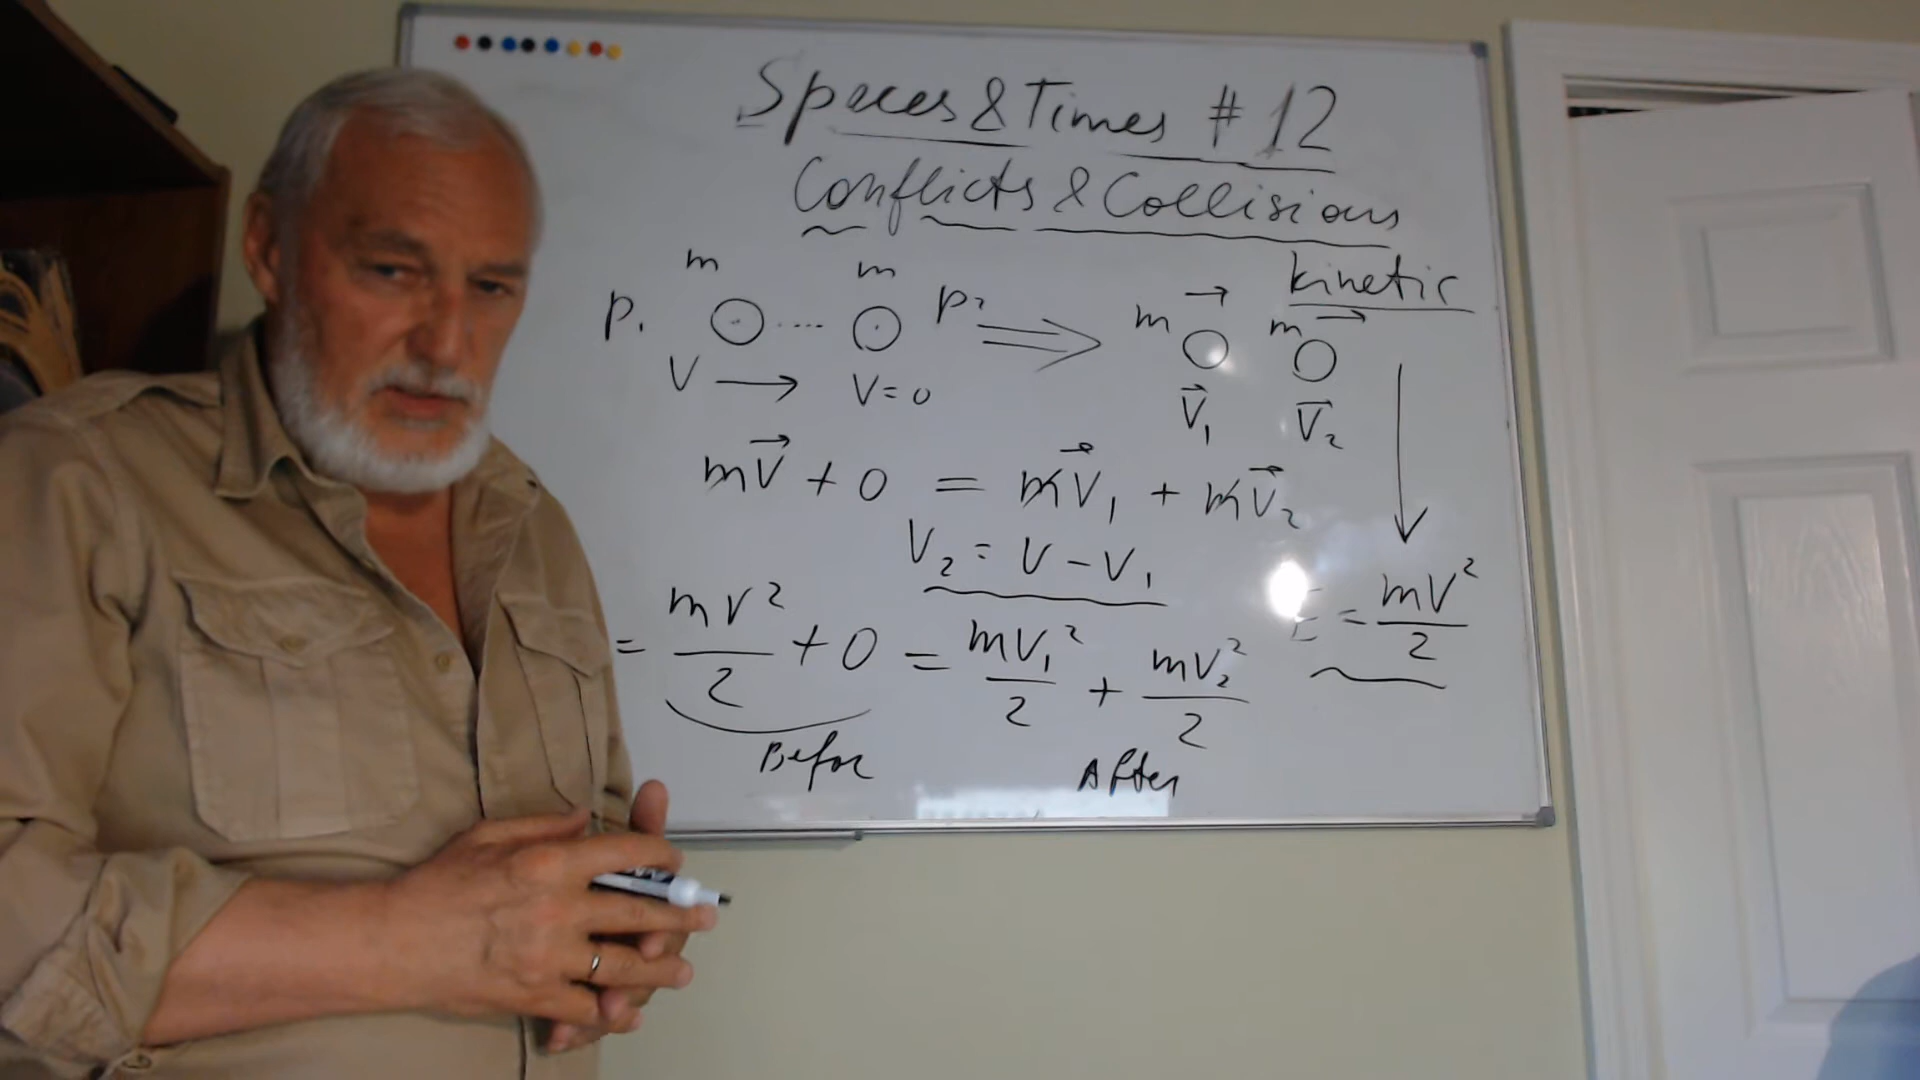 Spaces & Times # 12
Conflicts & Collisions
kinetic
m m m m
P₁ P₂ ⟹
V → V = 0 V⃗₁ V⃗₂
mV⃗ + 0 = mV⃗₁ + mV⃗₂
V₂ = V - V₁
= mV²/2 + 0 = mV₁²/2 + mV₂²/2
E = mV²/2
Befor After